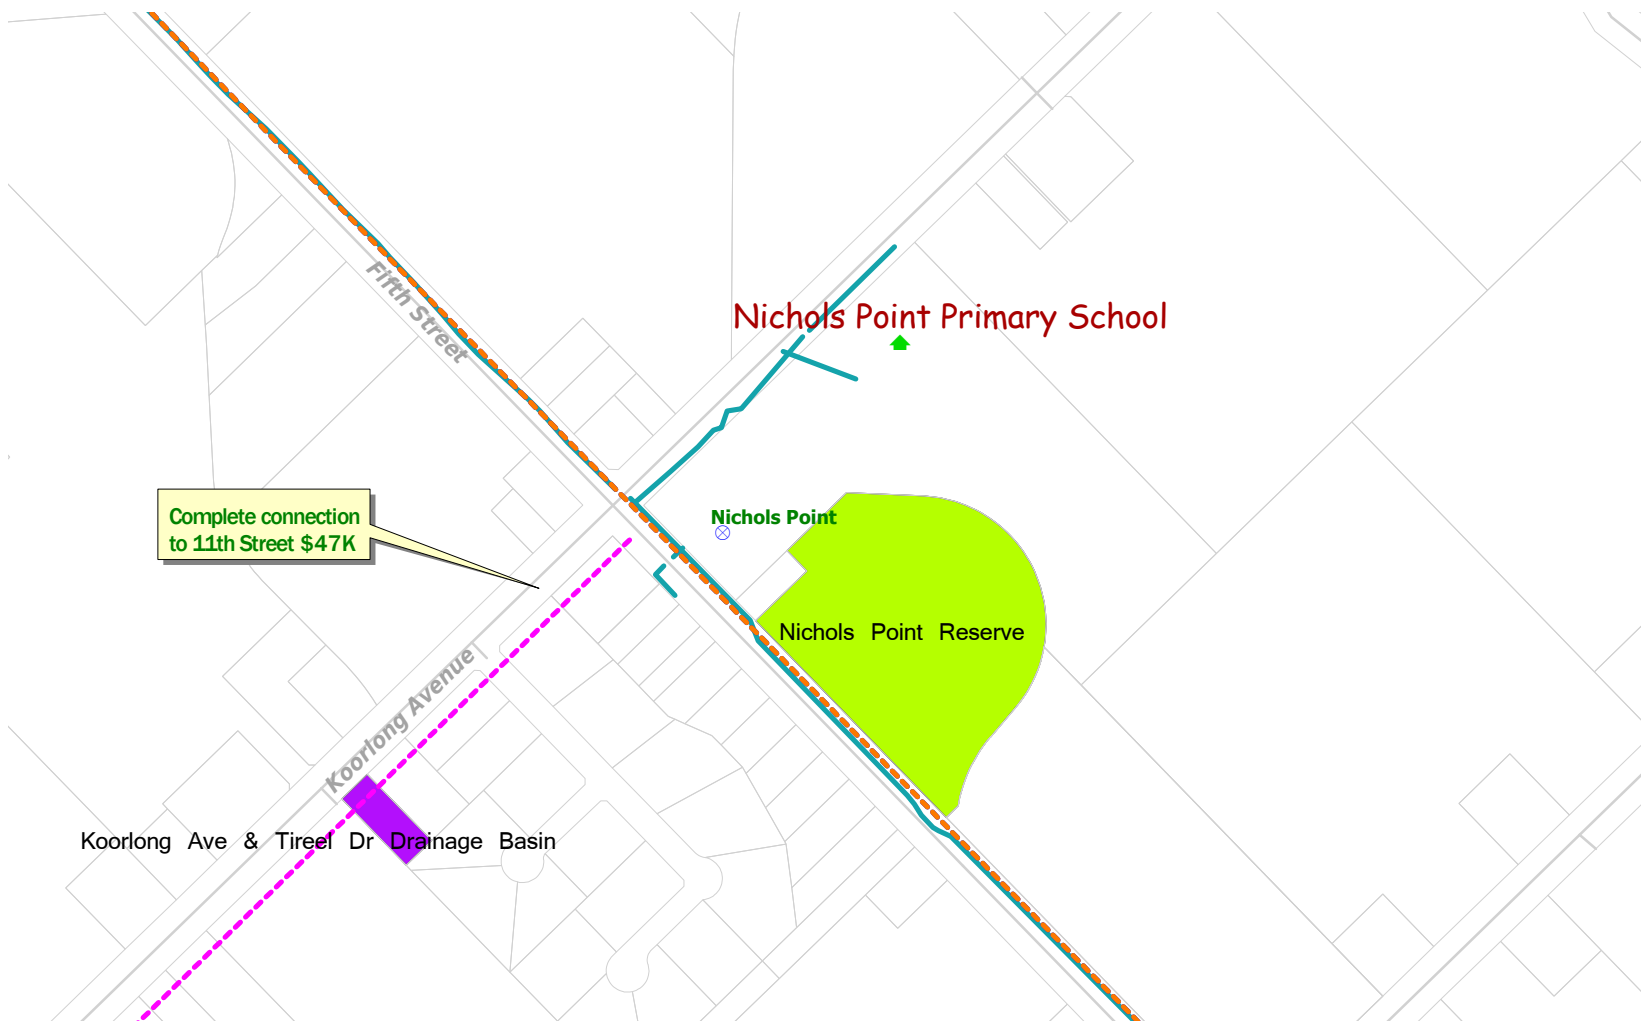 Fifth Street
Nichols Point Primary School
Complete connection
to 11th Street $47K
Nichols Point
Nichols Point Reserve
Koorlong Avenue
Koorlong Ave & Tireel Dr Drainage Basin